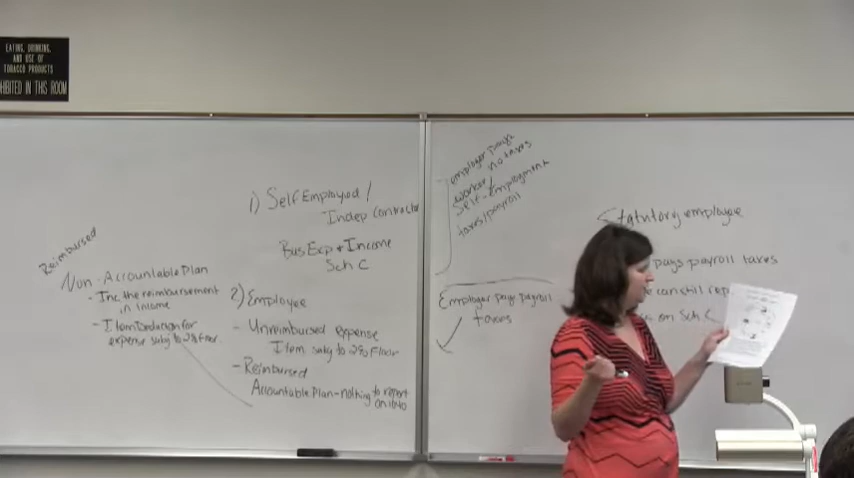 EATING, DRINKING,
AND USE OF
TOBACCO PRODUCTS
HIBITED IN THIS ROOM
1) Self Employed /
Indep Contractor
Bus Exp + Income
Sch C
2) Employee
- Unreimbursed expense
Item subj to 2% Floor
- Reimbursed
Accountable Plan - nothing to report
on 1040
Reimbursed
Non-Accountable Plan
- Inc. the reimbursement
in income
- Item Deduction for
expense subj to 2% floor
employer pays
no taxes
worker /
Self-Employment
taxes/payroll
Employer pays payroll
taxes
Statutory employee
pays payroll taxes
can still
on Sch C